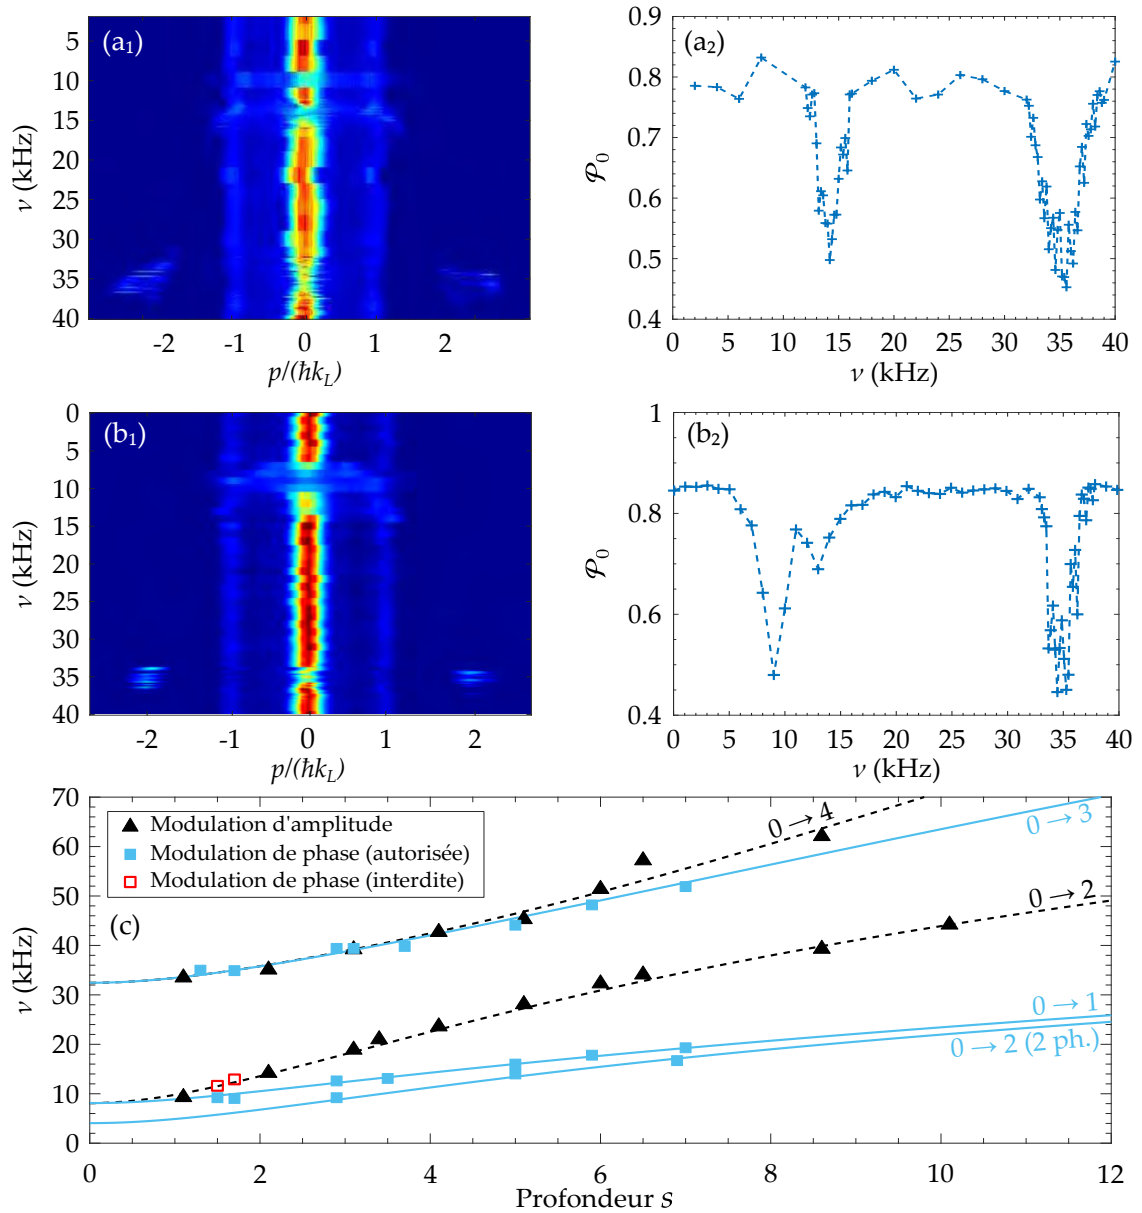 (a₁)
5
10
15
20
25
30
35
40
ν (kHz)
-2 -1 0 1 2
p/(ħk_L)
(a₂)
0.9
0.8
0.7
0.6
0.5
0.4
𝒫₀
0 5 10 15 20 25 30 35 40
ν (kHz)
(b₁)
0
5
10
15
20
25
30
35
40
ν (kHz)
-2 -1 0 1 2
p/(ħk_L)
(b₂)
1
0.8
0.6
0.4
𝒫₀
0 5 10 15 20 25 30 35 40
ν (kHz)
70
60
50
40
30
20
10
0
ν (kHz)
Modulation d'amplitude
Modulation de phase (autorisée)
Modulation de phase (interdite)
(c)
0 → 4
0 → 3
0 → 2
0 → 1
0 → 2 (2 ph.)
0 2 4 6 8 10 12
Profondeur s